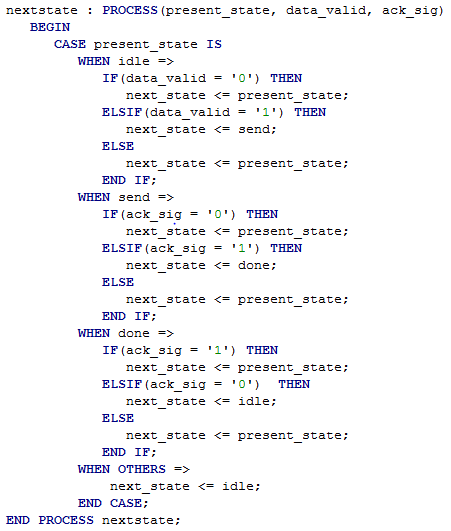 nextstate : PROCESS(present_state, data_valid, ack_sig)
BEGIN
CASE present_state IS
WHEN idle =>
IF(data_valid = '0') THEN
next_state <= present_state;
ELSIF(data_valid = '1') THEN
next_state <= send;
ELSE
next_state <= present_state;
END IF;
WHEN send =>
IF(ack_sig = '0') THEN
next_state <= present_state;
ELSIF(ack_sig = '1') THEN
next_state <= done;
ELSE
next_state <= present_state;
END IF;
WHEN done =>
IF(ack_sig = '1') THEN
next_state <= present_state;
ELSIF(ack_sig = '0')  THEN
next_state <= idle;
ELSE
next_state <= present_state;
END IF;
WHEN OTHERS =>
next_state <= idle;
END CASE;
END PROCESS nextstate;